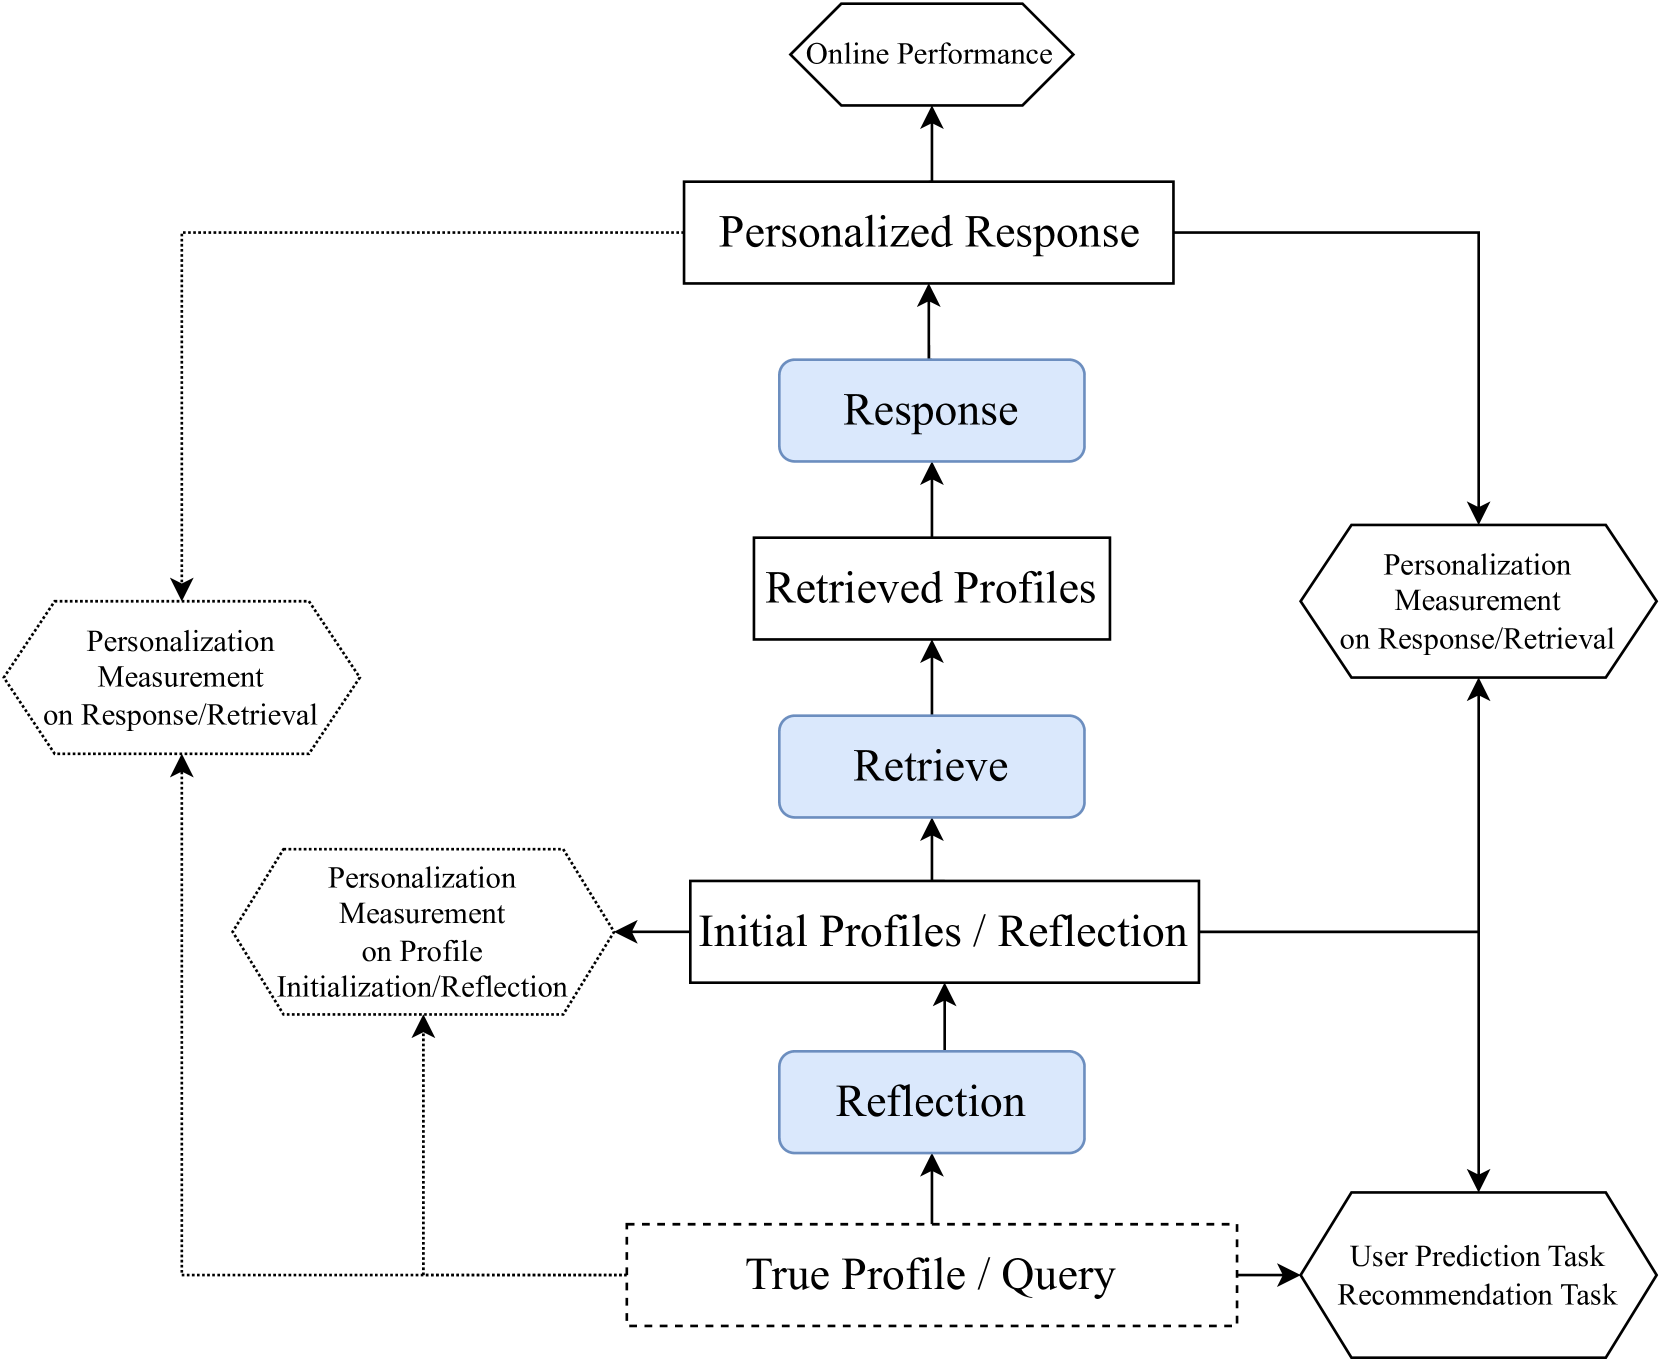 Online Performance
Personalized Response
Response
Retrieved Profiles
Personalization
Measurement
on Response/Retrieval
Personalization
Measurement
on Response/Retrieval
Retrieve
Personalization
Measurement
on Profile
Initialization/Reflection
Initial Profiles / Reflection
Reflection
True Profile / Query
User Prediction Task
Recommendation Task